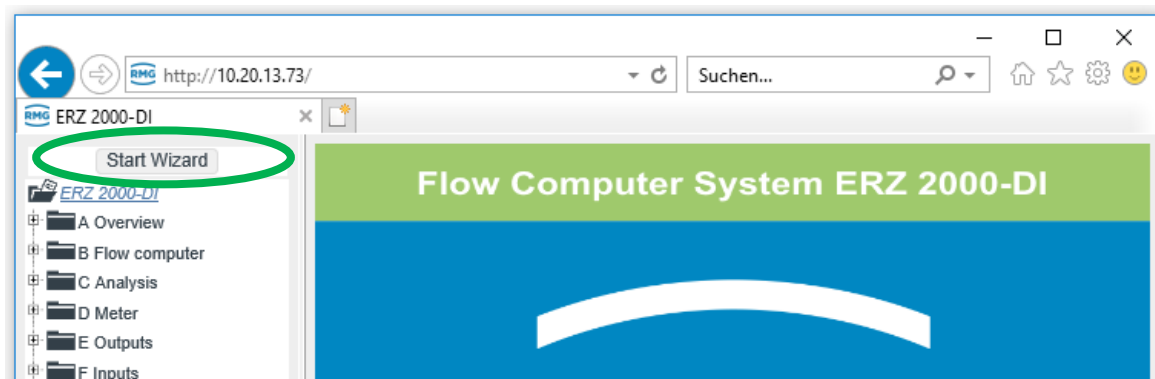 RMG http://10.20.13.73/ Suchen...
RMG ERZ 2000-DI
Start Wizard
ERZ 2000-DI
A Overview
B Flow computer
C Analysis
D Meter
E Outputs
F Inputs
Flow Computer System ERZ 2000-DI